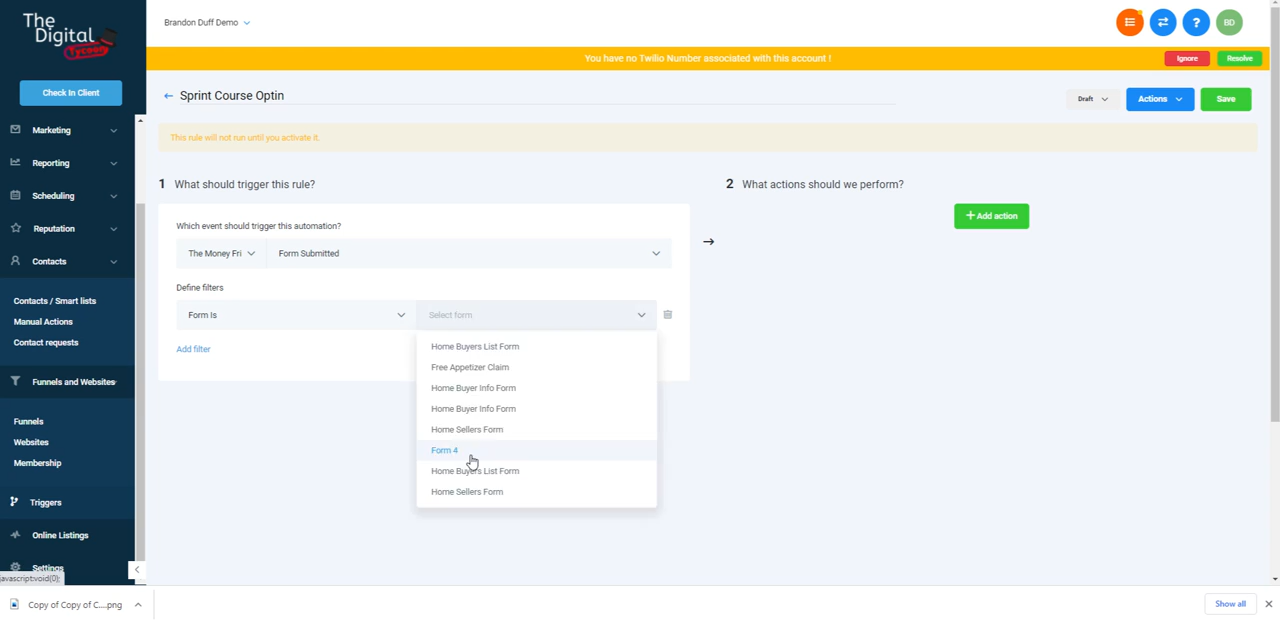 The
Digital
Tycoon
Check In Client
Marketing
Reporting
Scheduling
Reputation
Contacts
Contacts / Smart lists
Manual Actions
Contact requests
Funnels and Websites
Funnels
Websites
Membership
Triggers
Online Listings
Settings
javascript:void(0);
Brandon Duff Demo
?
BD
You have no Twilio Number associated with this account !
Ignore
Resolve
← Sprint Course Optin
Draft
Actions
Save
This rule will not run until you activate it.
1 What should trigger this rule?
Which event should trigger this automation?
The Money Fri
Form Submitted
Define filters
Form Is
Select form
Add filter
Home Buyers List Form
Free Appetizer Claim
Home Buyer Info Form
Home Buyer Info Form
Home Sellers Form
Form 4
Home Buyers List Form
Home Sellers Form
→
2 What actions should we perform?
+ Add action
Copy of Copy of C....png
Show all